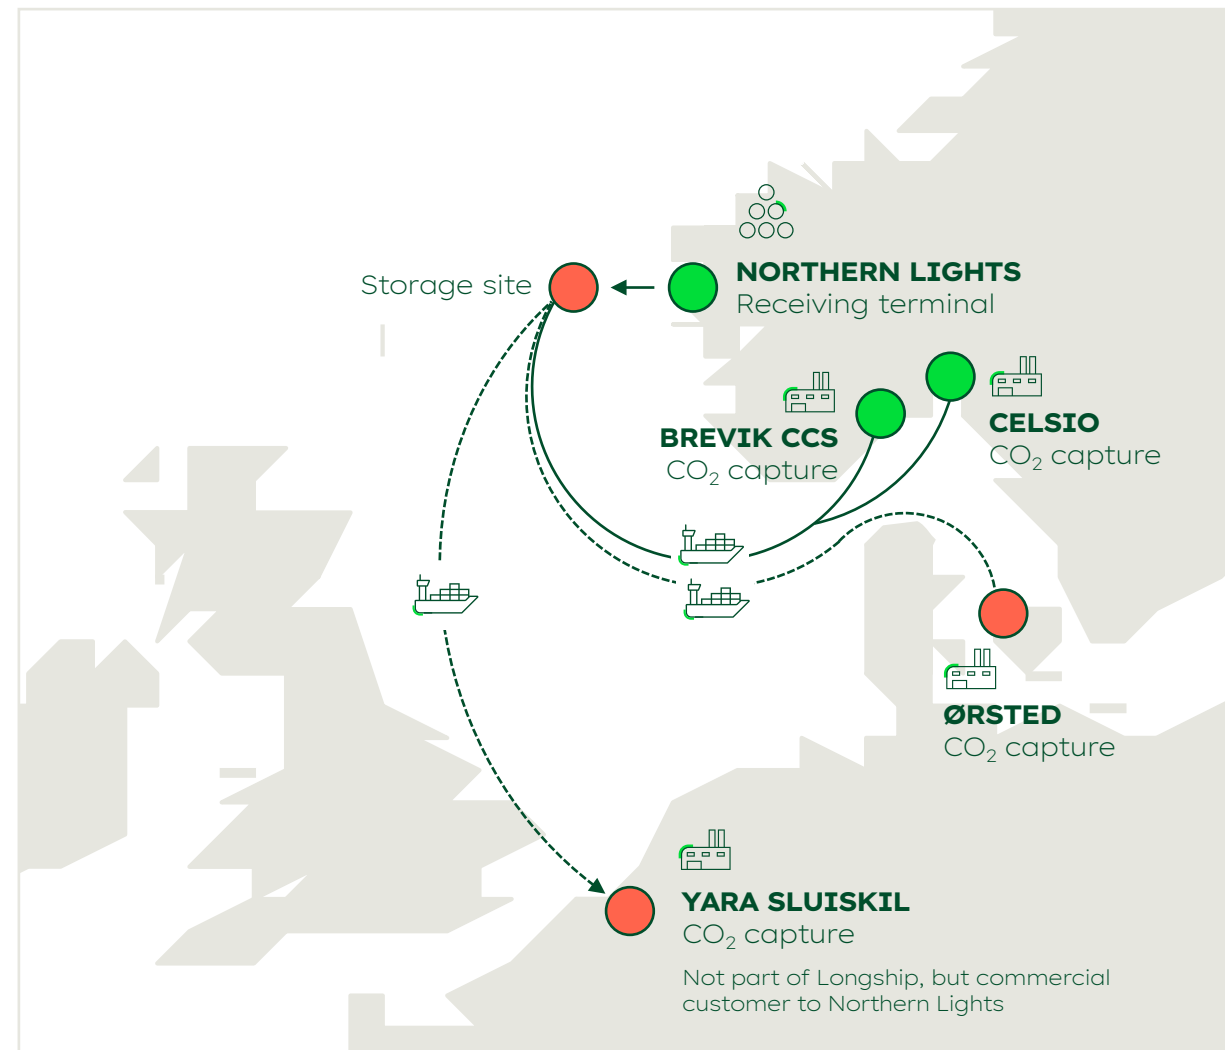 NORTHERN LIGHTS
Receiving terminal
Storage site
BREVIK CCS
CO₂ capture
CELSIO
CO₂ capture
ØRSTED
CO₂ capture
YARA SLUISKIL
CO₂ capture
Not part of Longship, but commercial
customer to Northern Lights